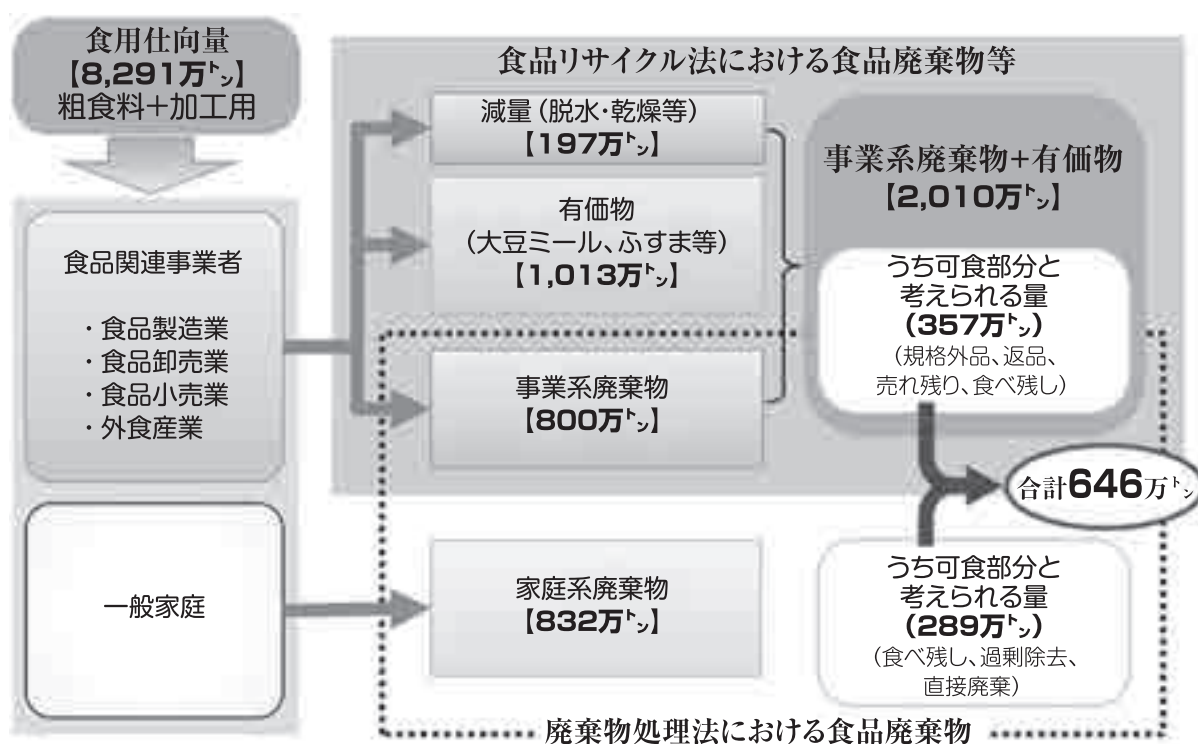 食用仕向量
【8,291万トン】
粗食料+加工用
食品関連事業者
・食品製造業
・食品卸売業
・食品小売業
・外食産業
一般家庭
食品リサイクル法における食品廃棄物等
減量(脱水・乾燥等)
【197万トン】
有価物
(大豆ミール、ふすま等)
【1,013万トン】
事業系廃棄物
【800万トン】
事業系廃棄物+有価物
【2,010万トン】
うち可食部分と
考えられる量
(357万トン)
(規格外品、返品、
売れ残り、食べ残し)
合計646万トン
家庭系廃棄物
【832万トン】
うち可食部分と
考えられる量
(289万トン)
(食べ残し、過剰除去、
直接廃棄)
廃棄物処理法における食品廃棄物